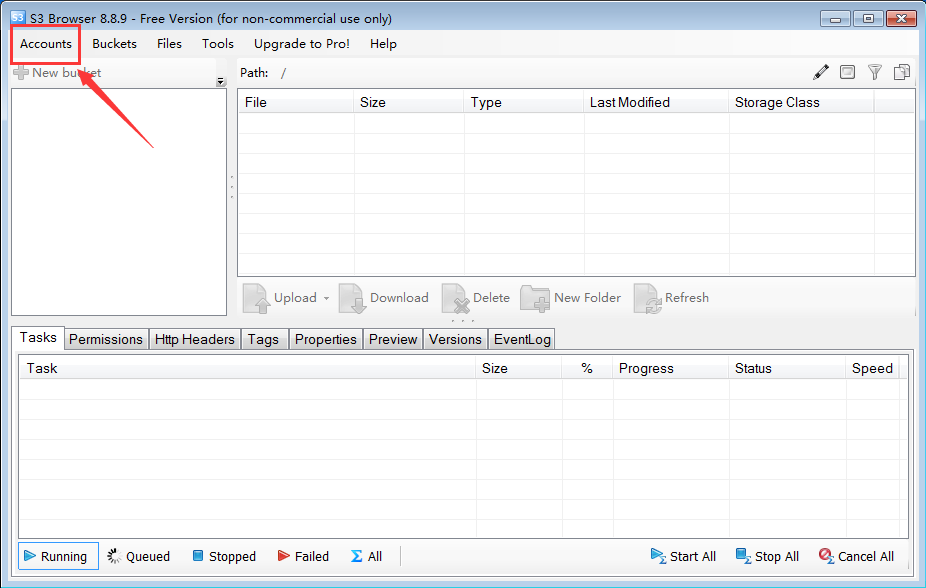 S3 S3 Browser 8.8.9 - Free Version (for non-commercial use only)
Accounts Buckets Files Tools Upgrade to Pro! Help
New bucket Path: /
File Size Type Last Modified Storage Class
Upload Download Delete New Folder Refresh
Tasks Permissions Http Headers Tags Properties Preview Versions EventLog
Task Size % Progress Status Speed
Running Queued Stopped Failed Σ All Start All Stop All Cancel All